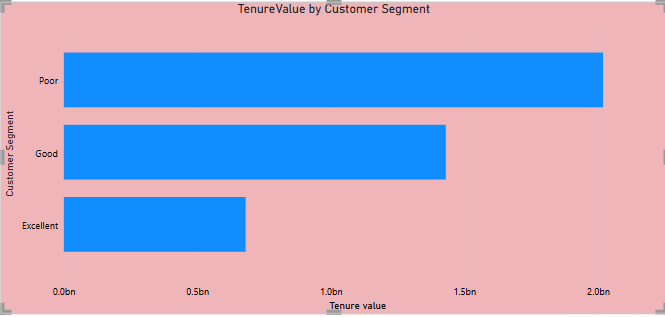 TenureValue by Customer Segment
Customer Segment
Poor
Good
Excellent
0.0bn 0.5bn 1.0bn 1.5bn 2.0bn
Tenure value